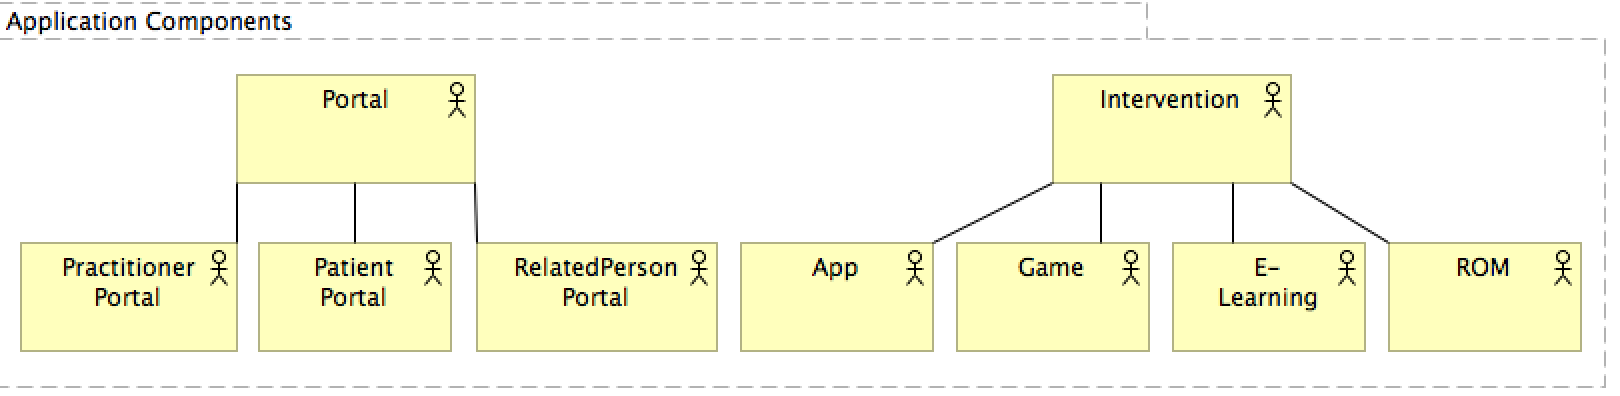 Application Components
Portal
Intervention
Practitioner
Portal
Patient
Portal
RelatedPerson
Portal
App
Game
E-
Learning
ROM